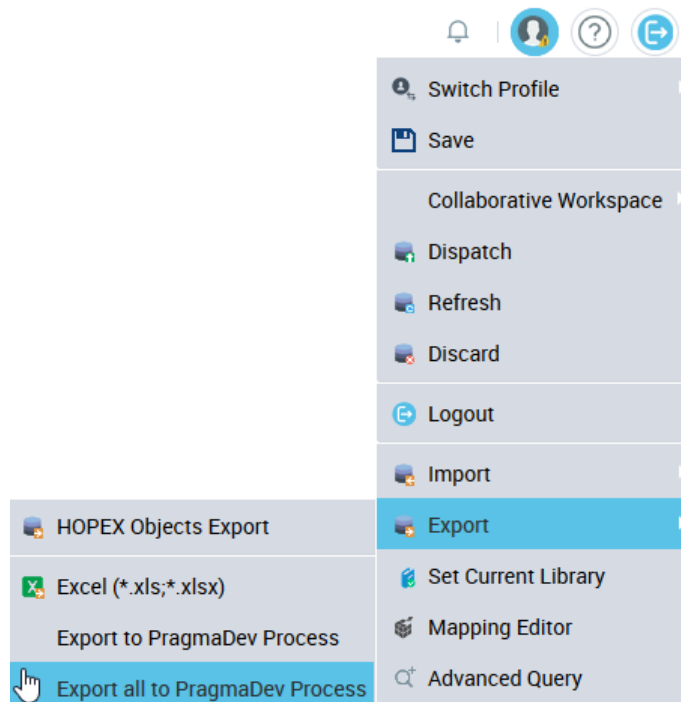 ?
Switch Profile
Save
Collaborative Workspace
Dispatch
Refresh
Discard
Logout
Import
Export
Set Current Library
Mapping Editor
Advanced Query
HOPEX Objects Export
Excel (*.xls;*.xlsx)
Export to PragmaDev Process
Export all to PragmaDev Process